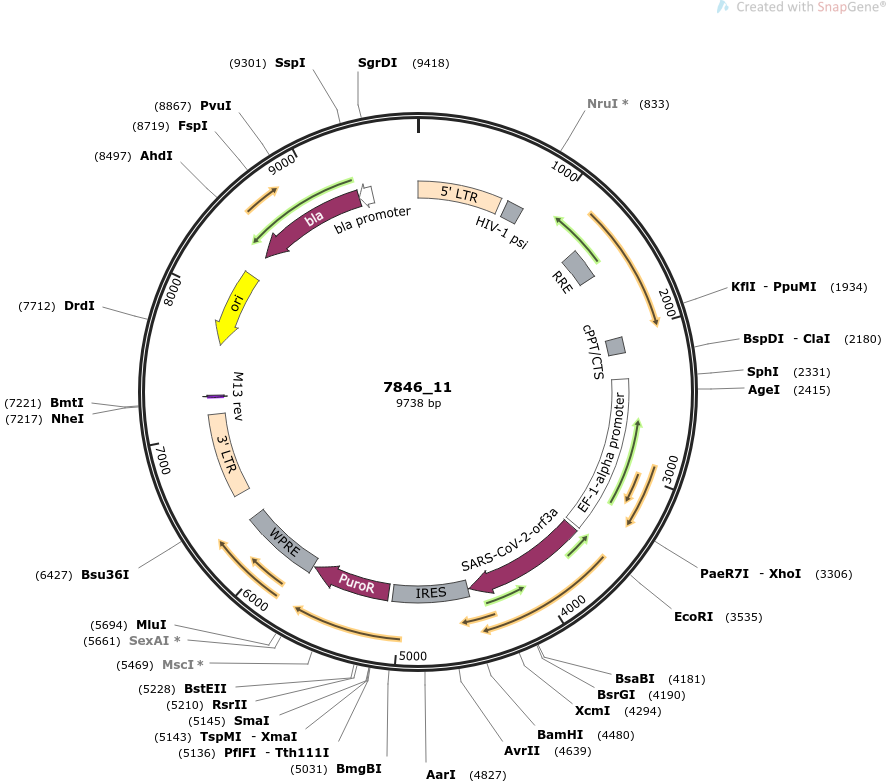 Created with SnapGene®
(9301) SspI
SgrDI (9418)
NruI * (833)
(8867) PvuI
(8719) FspI
(8497) AhdI
9000
1000
5' LTR
HIV-1 psi
bla
bla promoter
RRE
ori
8000
2000
KflI - PpuMI (1934)
(7712) DrdI
BspDI - ClaI (2180)
cPPT/CTS
SphI (2331)
AgeI (2415)
7846_11
9738 bp
M13 rev
(7221) BmtI
(7217) NheI
EF-1-alpha promoter
3' LTR
7000
3000
SARS-CoV-2-orf3a
WPRE
PuroR
IRES
(6427) Bsu36I
PaeR7I - XhoI (3306)
6000
4000
EcoRI (3535)
5000
(5694) MluI
(5661) SexAI *
(5469) MscI *
(5228) BstEII
(5210) RsrII
(5145) SmaI
(5143) TspMI - XmaI
(5136) PflFI - Tth111I
(5031) BmgBI
BsaBI (4181)
BsrGI (4190)
XcmI (4294)
BamHI (4480)
AvrII (4639)
AarI (4827)